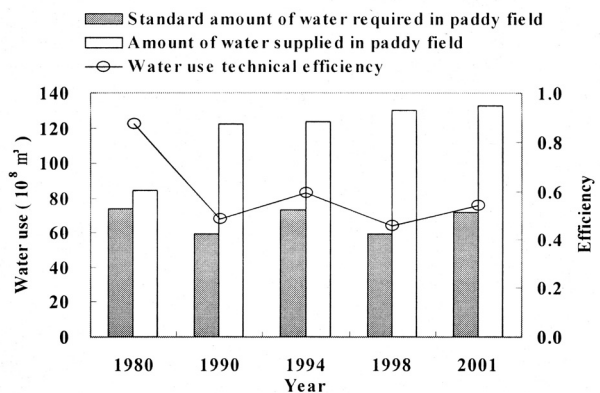 Standard amount of water required in paddy field
Amount of water supplied in paddy field
Water use technical efficiency
140
120
100
80
60
40
20
0
Water use ( 10⁸ m³ )
1.0
0.8
0.6
0.4
0.2
0.0
Efficiency
1980 1990 1994 1998 2001
Year